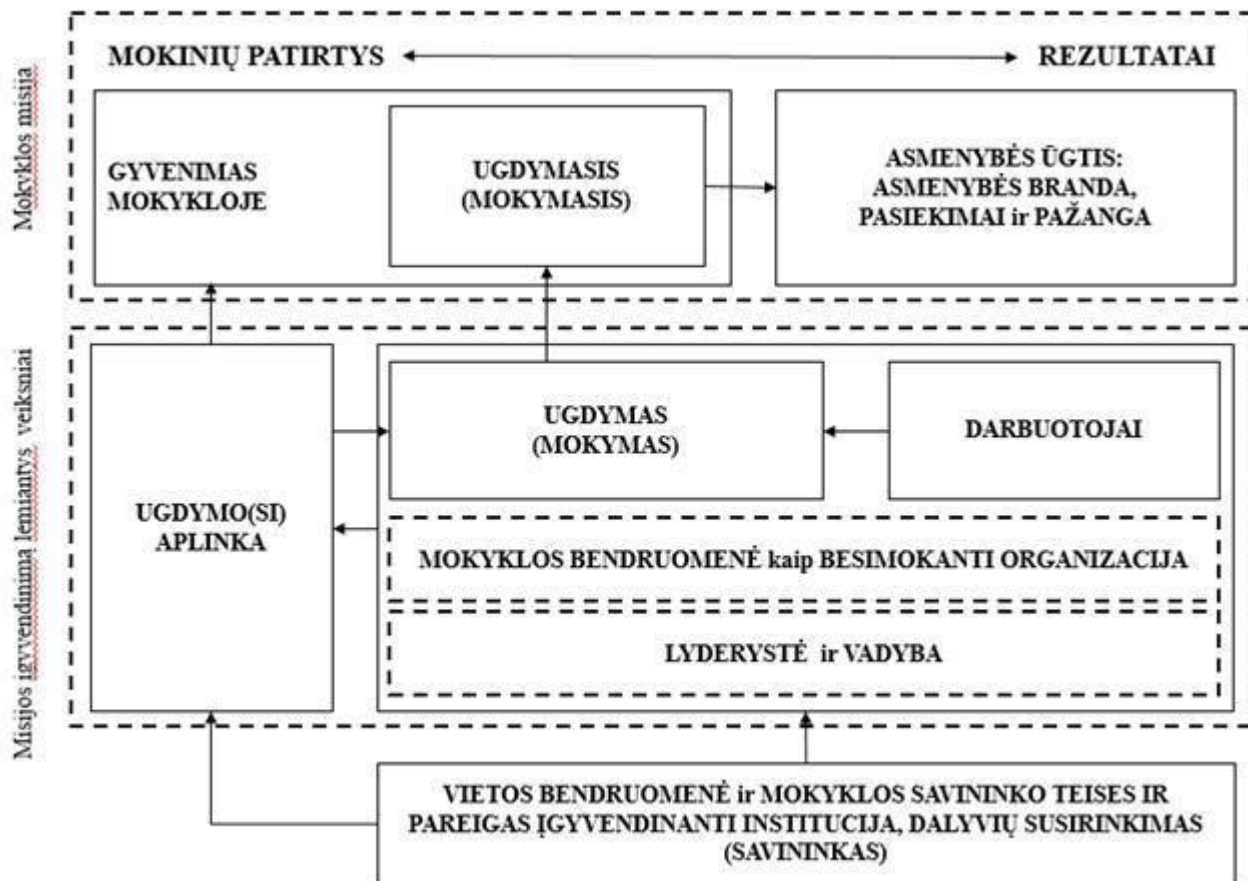 Mokyklos misija
MOKINIŲ PATIRTYS
REZULTATAI
GYVENIMAS
MOKYKLOJE
UGDYMASIS
(MOKYMASIS)
ASMENYBĖS ŪGTIS:
ASMENYBĖS BRANDA,
PASIEKIMAI ir PAŽANGA
Misijos įgyvendinimą lemiantys veiksniai
UGDYMO(SI)
APLINKA
UGDYMAS
(MOKYMAS)
DARBUOTOJAI
MOKYKLOS BENDRUOMENĖ kaip BESIMOKANTI ORGANIZACIJA
LYDERYSTĖ ir VADYBA
VIETOS BENDRUOMENĖ ir MOKYKLOS SAVININKO TEISES IR
PAREIGAS ĮGYVENDINANTI INSTITUCIJA, DALYVIŲ SUSIRINKIMAS
(SAVININKAS)